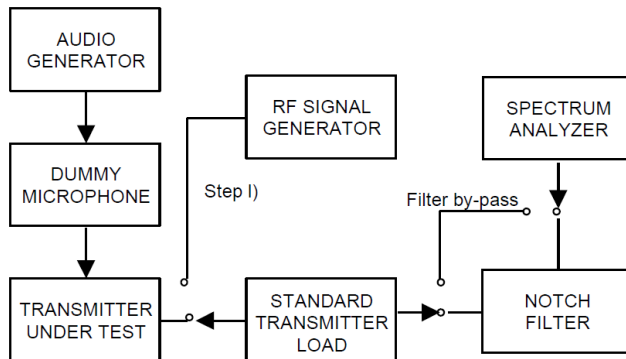 AUDIO
GENERATOR
RF SIGNAL
GENERATOR
SPECTRUM
ANALYZER
DUMMY
MICROPHONE
Step I)
Filter by-pass
TRANSMITTER
UNDER TEST
STANDARD
TRANSMITTER
LOAD
NOTCH
FILTER